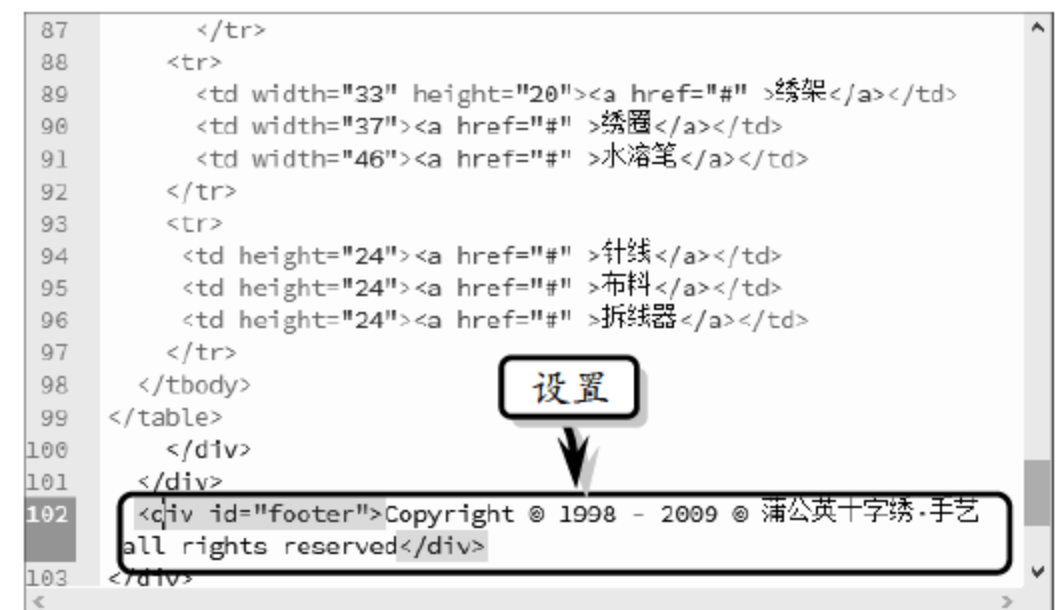 87 </tr>
88 <tr>
89 <td width="33" height="20"><a href="#" >绣架</a></td>
90 <td width="37"><a href="#" >绣圈</a></td>
91 <td width="46"><a href="#" >水溶笔</a></td>
92 </tr>
93 <tr>
94 <td height="24"><a href="#" >针线</a></td>
95 <td height="24"><a href="#" >布料</a></td>
96 <td height="24"><a href="#" >拆线器</a></td>
97 </tr>
98 </tbody>
设置
99 </table>
100 </div>
101 </div>
102 <div id="footer">Copyright © 1998 - 2009 © 蒲公英十字绣·手艺
all rights reserved</div>
103 </div>